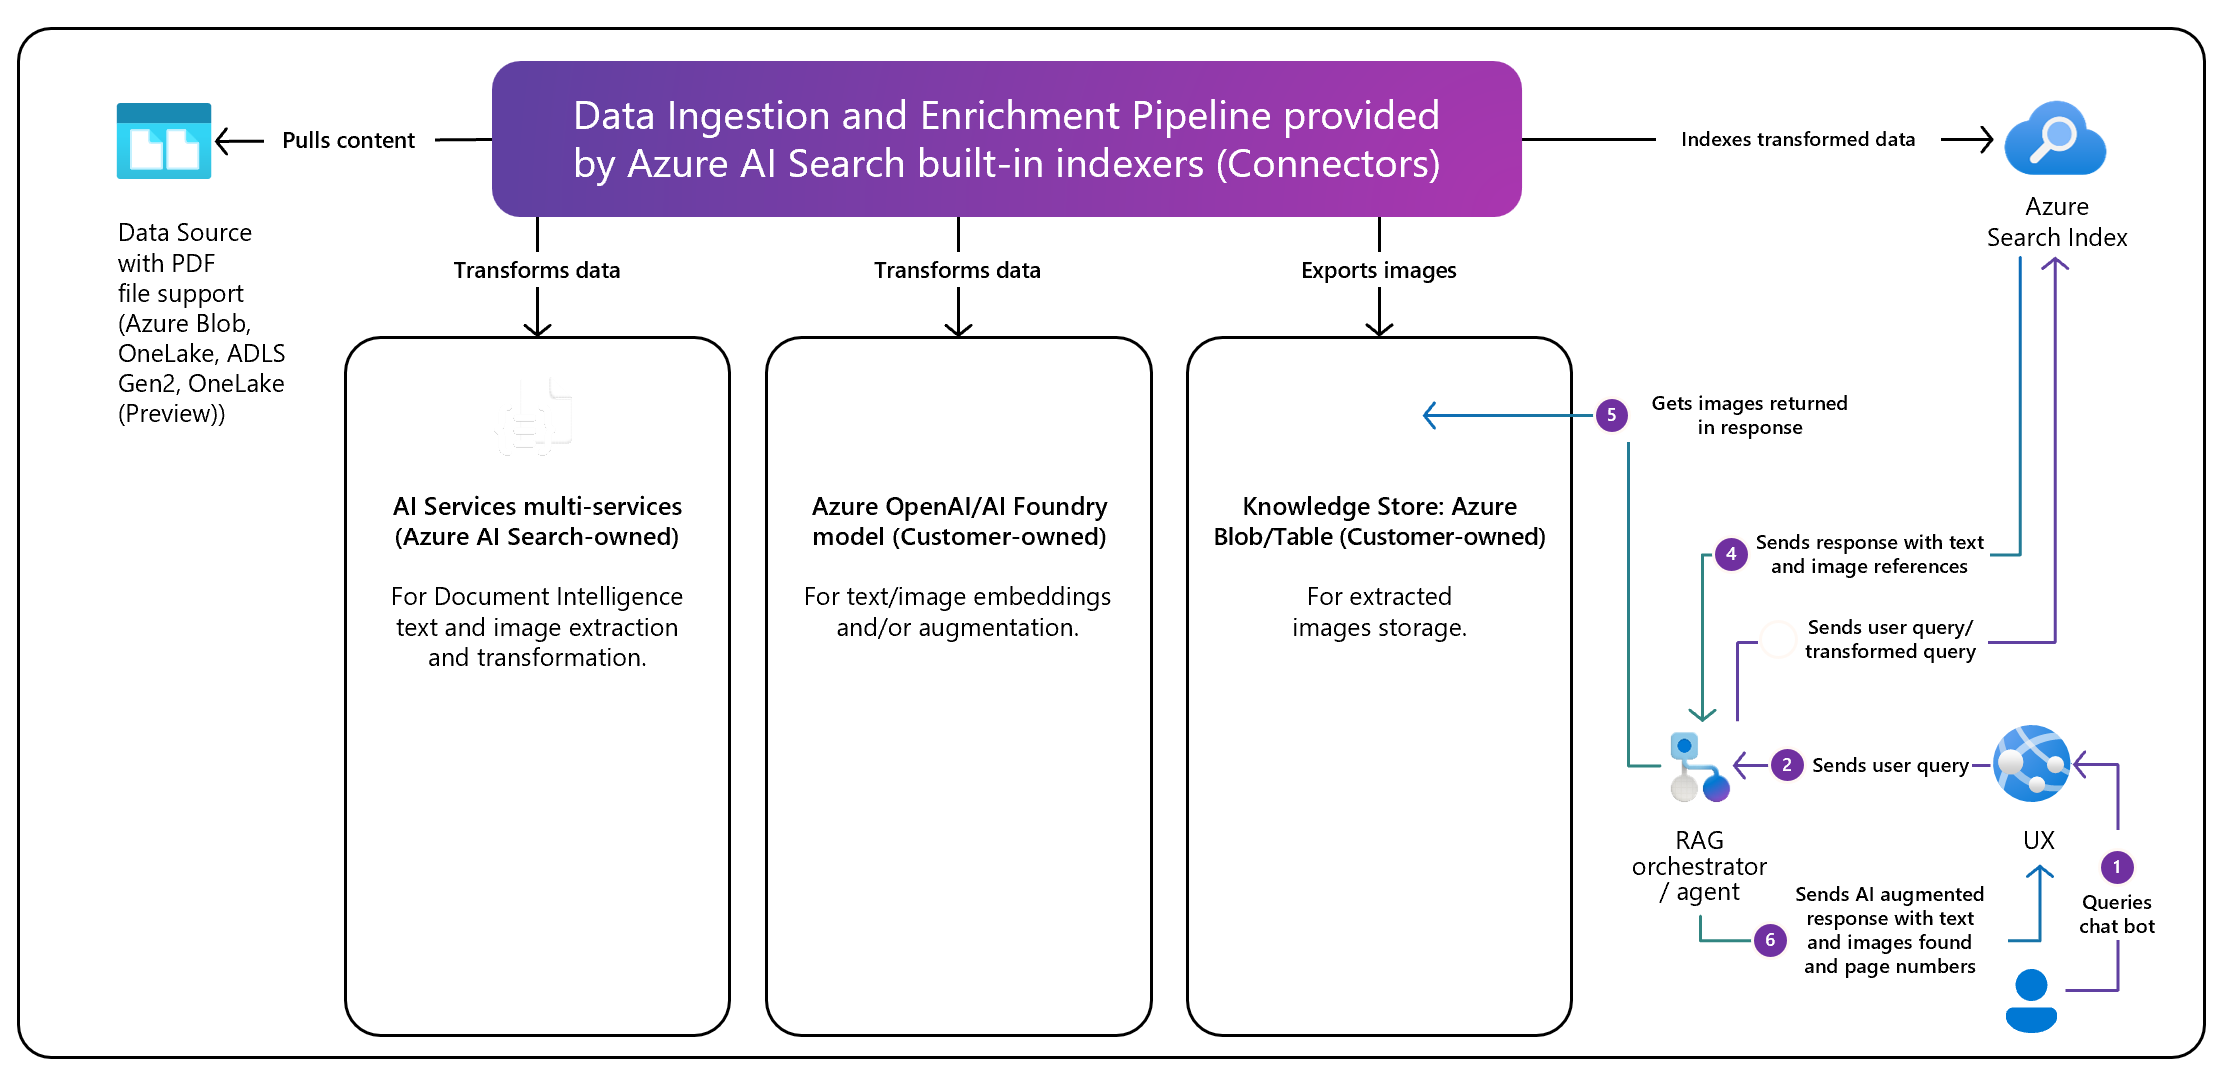 Data Ingestion and Enrichment Pipeline provided
by Azure AI Search built-in indexers (Connectors)
Pulls content
Indexes transformed data
Data Source
with PDF
file support
(Azure Blob,
OneLake, ADLS
Gen2, OneLake
(Preview))
Azure
Search Index
Transforms data
Transforms data
Exports images
AI Services multi-services
(Azure AI Search-owned)
For Document Intelligence
text and image extraction
and transformation.
Azure OpenAI/AI Foundry
model (Customer-owned)
For text/image embeddings
and/or augmentation.
Knowledge Store: Azure
Blob/Table (Customer-owned)
For extracted
images storage.
5
Gets images returned
in response
4
Sends response with text
and image references
Sends user query/
transformed query
2
Sends user query
RAG
orchestrator
/ agent
UX
1
Queries
chat bot
6
Sends AI augmented
response with text
and images found
and page numbers